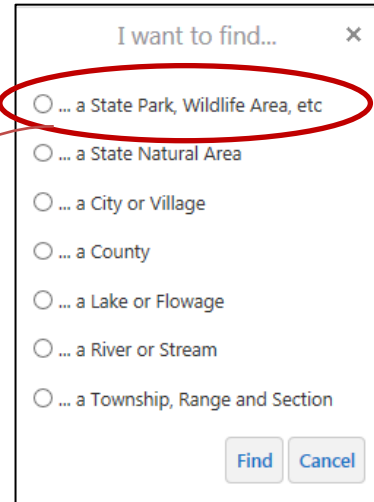 I want to find... ×
... a State Park, Wildlife Area, etc
... a State Natural Area
... a City or Village
... a County
... a Lake or Flowage
... a River or Stream
... a Township, Range and Section
Find Cancel